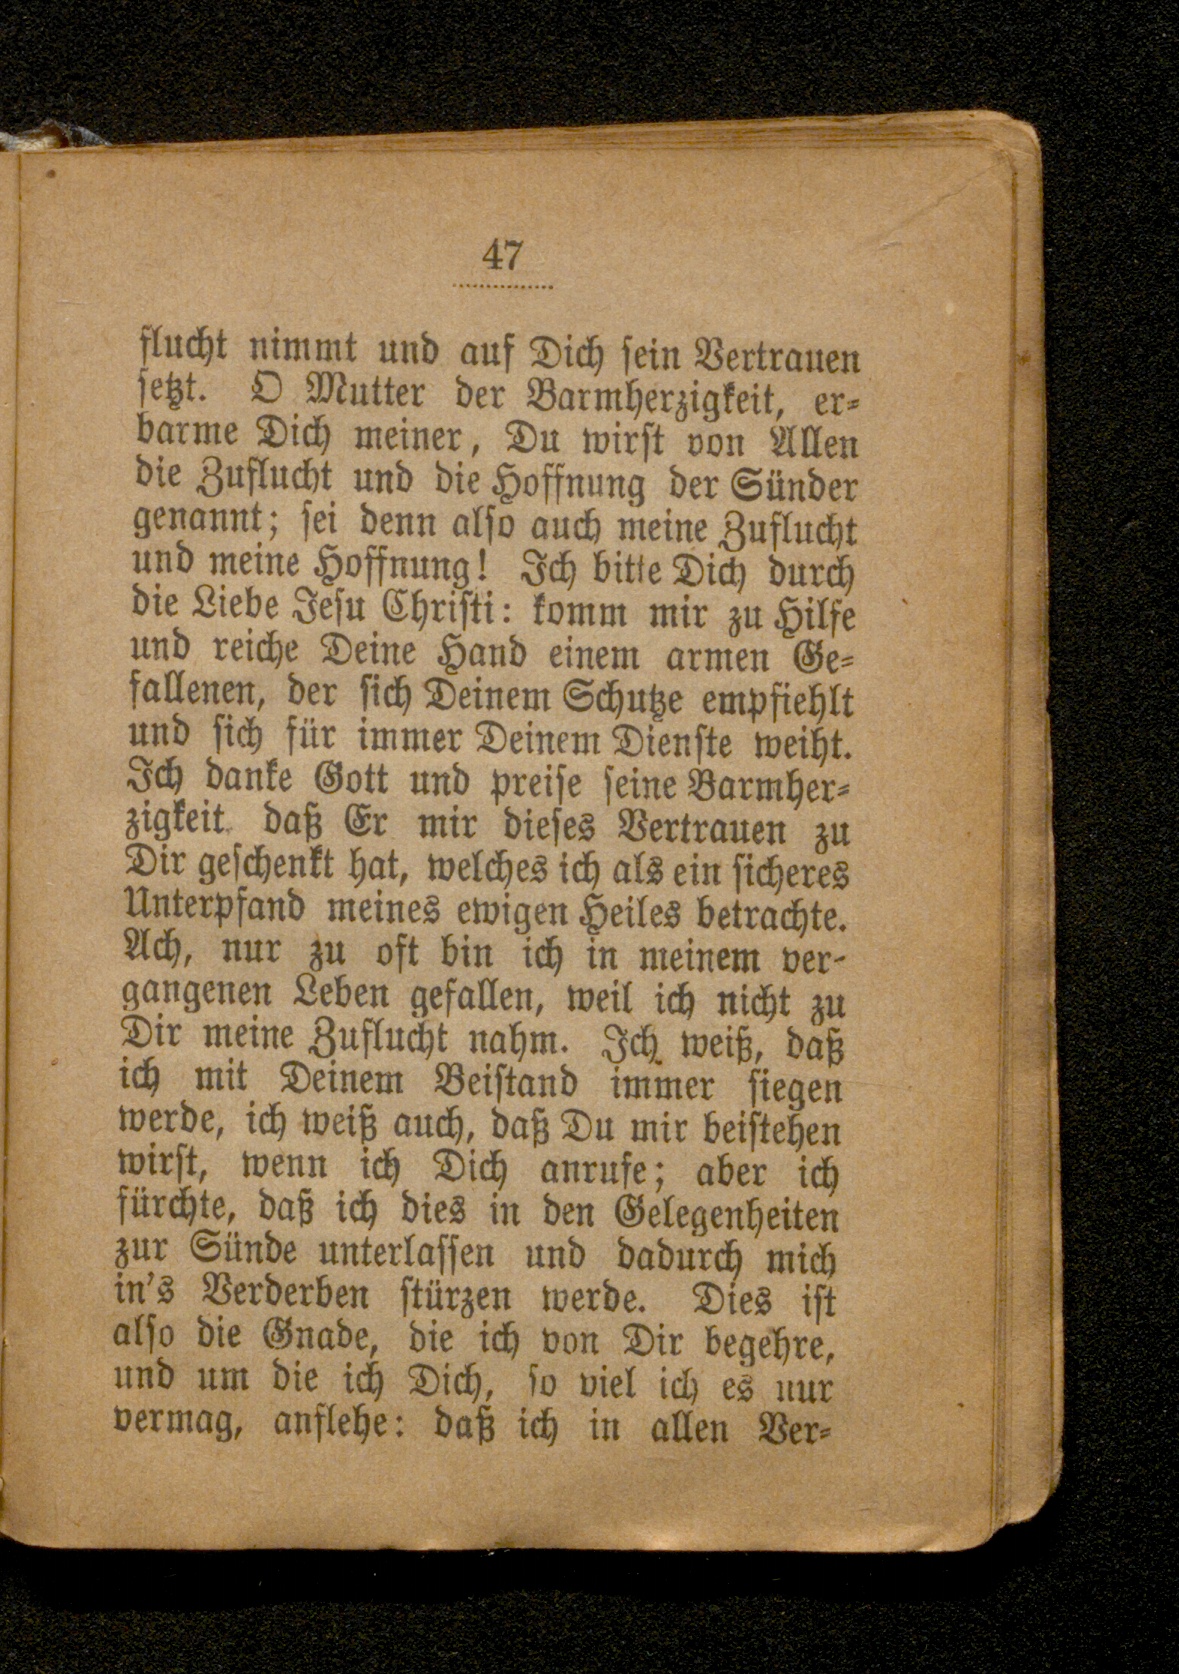 47
flucht nimmt und auf Dich sein Vertrauen
setzt. O Mutter der Barmherzigkeit, er-
barme Dich meiner, Du wirst von Allen
die Zuflucht und die Hoffnung der Sünder
genannt; sei denn also auch meine Zuflucht
und meine Hoffnung! Ich bitte Dich durch
die Liebe Jesu Christi: komm mir zu Hilfe
und reiche Deine Hand einem armen Ge-
fallenen, der sich Deinem Schutze empfiehlt
und sich für immer Deinem Dienste weiht.
Ich danke Gott und preise seine Barmher-
zigkeit daß Er mir dieses Vertrauen zu
Dir geschenkt hat, welches ich als ein sicheres
Unterpfand meines ewigen Heiles betrachte.
Ach, nur zu oft bin ich in meinem ver-
gangenen Leben gefallen, weil ich nicht zu
Dir meine Zuflucht nahm. Ich weiß, daß
ich mit Deinem Beistand immer siegen
werde, ich weiß auch, daß Du mir beistehen
wirst, wenn ich Dich anrufe; aber ich
fürchte, daß ich dies in den Gelegenheiten
zur Sünde unterlassen und dadurch mich
in's Verderben stürzen werde. Dies ist
also die Gnade, die ich von Dir begehre,
und um die ich Dich, so viel ich es nur
vermag, anflehe: daß ich in allen Ver-